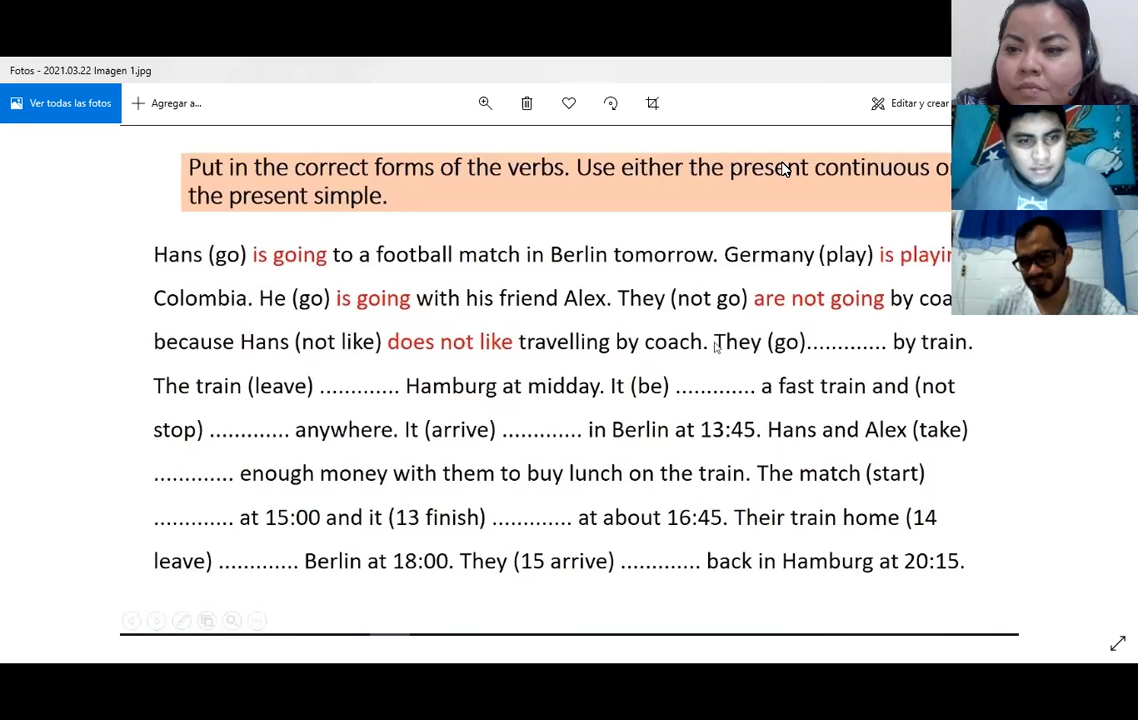 Fotos - 2021.03.22 Imagen 1.jpg
Ver todas las fotos
Agregar a...
Editar y crear
Put in the correct forms of the verbs. Use either the present continuous
the present simple.
Hans (go) is going to a football match in Berlin tomorrow. Germany (play) is
Colombia. He (go) is going with his friend Alex. They (not go) are not going by
because Hans (not like) does not like travelling by coach. They (go)............. by train.
The train (leave) ............. Hamburg at midday. It (be) ............. a fast train and (not
stop) ............. anywhere. It (arrive) ............. in Berlin at 13:45. Hans and Alex (take)
............. enough money with them to buy lunch on the train. The match (start)
............. at 15:00 and it (13 finish) ............. at about 16:45. Their train home (14
leave) ............. Berlin at 18:00. They (15 arrive) ............. back in Hamburg at 20:15.